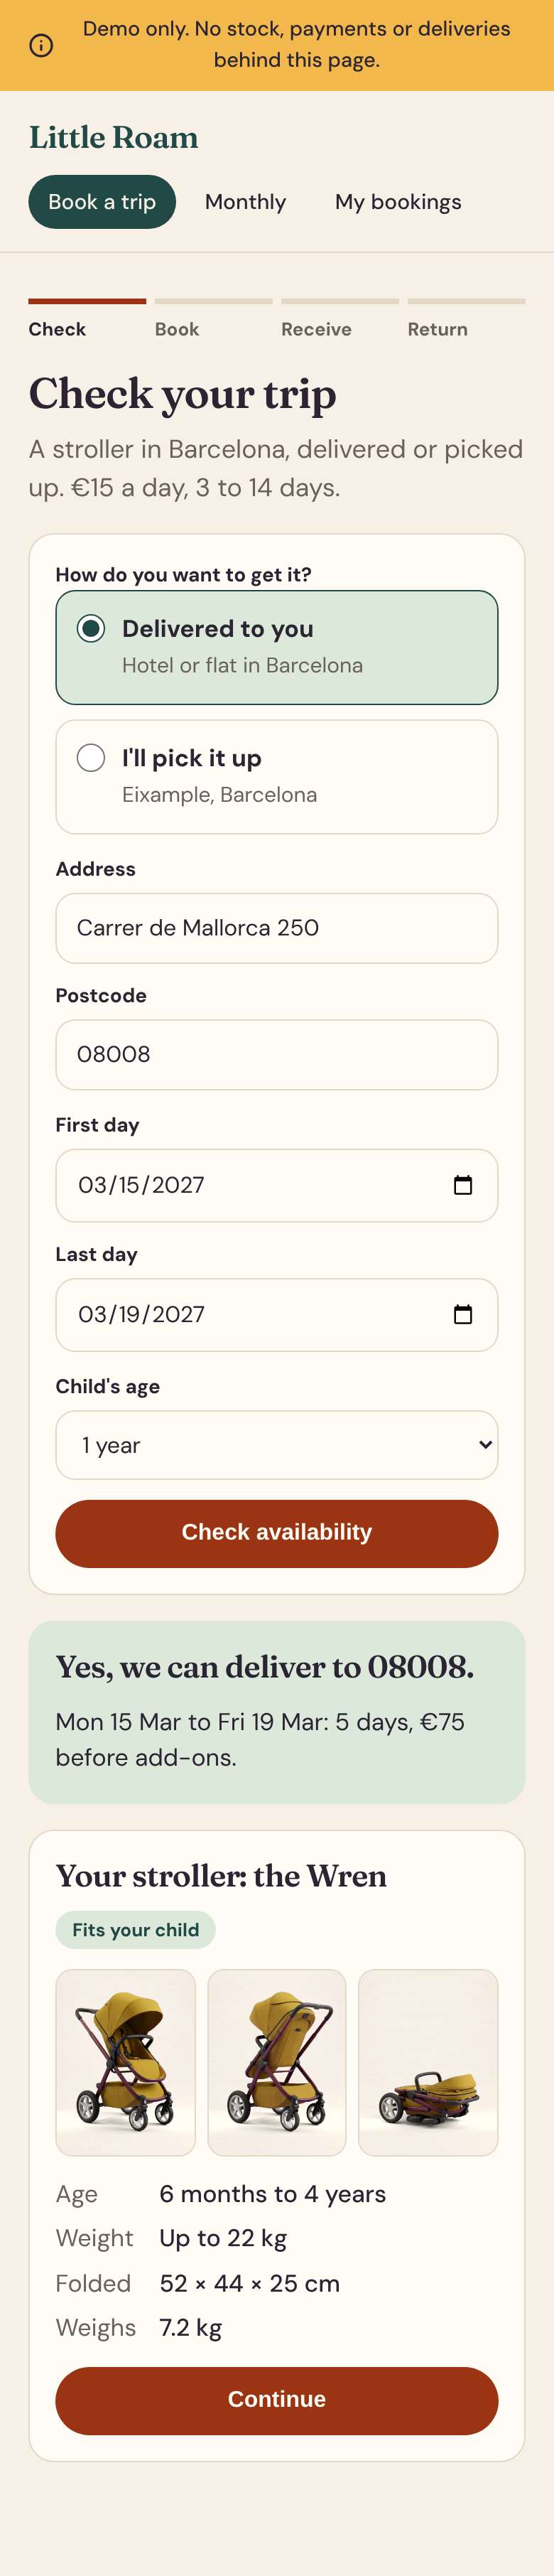 Demo only. No stock, payments or deliveries
behind this page.
Little Roam
Book a trip
Monthly
My bookings
Check
Book
Receive
Return
Check your trip
A stroller in Barcelona, delivered or picked
up. €15 a day, 3 to 14 days.
How do you want to get it?
Delivered to you
Hotel or flat in Barcelona
I'll pick it up
Eixample, Barcelona
Address
Carrer de Mallorca 250
Postcode
08008
First day
03/15/2027
Last day
03/19/2027
Child's age
1 year
Check availability
Yes, we can deliver to 08008.
Mon 15 Mar to Fri 19 Mar: 5 days, €75
before add-ons.
Your stroller: the Wren
Fits your child
Age 6 months to 4 years
Weight Up to 22 kg
Folded 52 × 44 × 25 cm
Weighs 7.2 kg
Continue